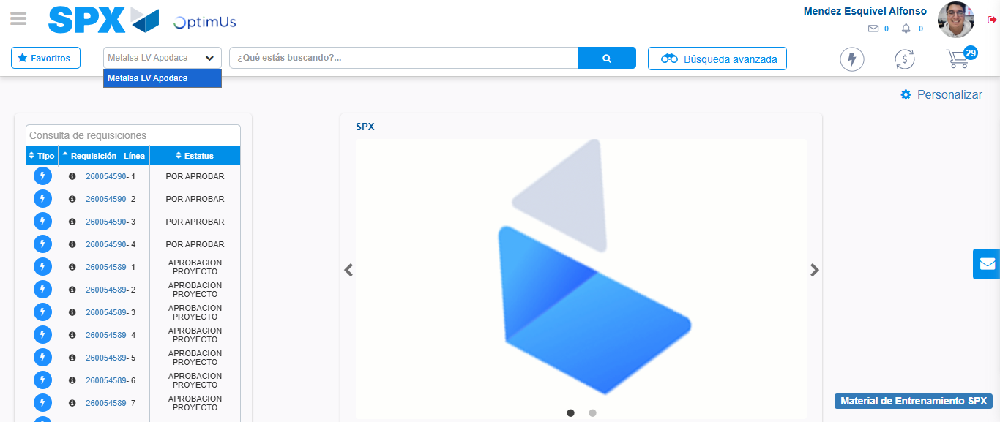 SPX
OptimUs
Mendez Esquivel Alfonso
0
0
Favoritos
Metalsa LV Apodaca
Metalsa LV Apodaca
¿Qué estás buscando?...
Búsqueda avanzada
$
29
Personalizar
Consulta de requisiciones
Tipo Requisición - Línea Estatus
260054590- 1 POR APROBAR
260054590- 2 POR APROBAR
260054590- 3 POR APROBAR
260054590- 4 POR APROBAR
260054589- 1 APROBACION
PROYECTO
260054589- 2 APROBACION
PROYECTO
260054589- 3 APROBACION
PROYECTO
260054589- 4 APROBACION
PROYECTO
260054589- 5 APROBACION
PROYECTO
260054589- 6 APROBACION
PROYECTO
260054589- 7 APROBACION
PROYECTO
SPX
Material de Entrenamiento SPX